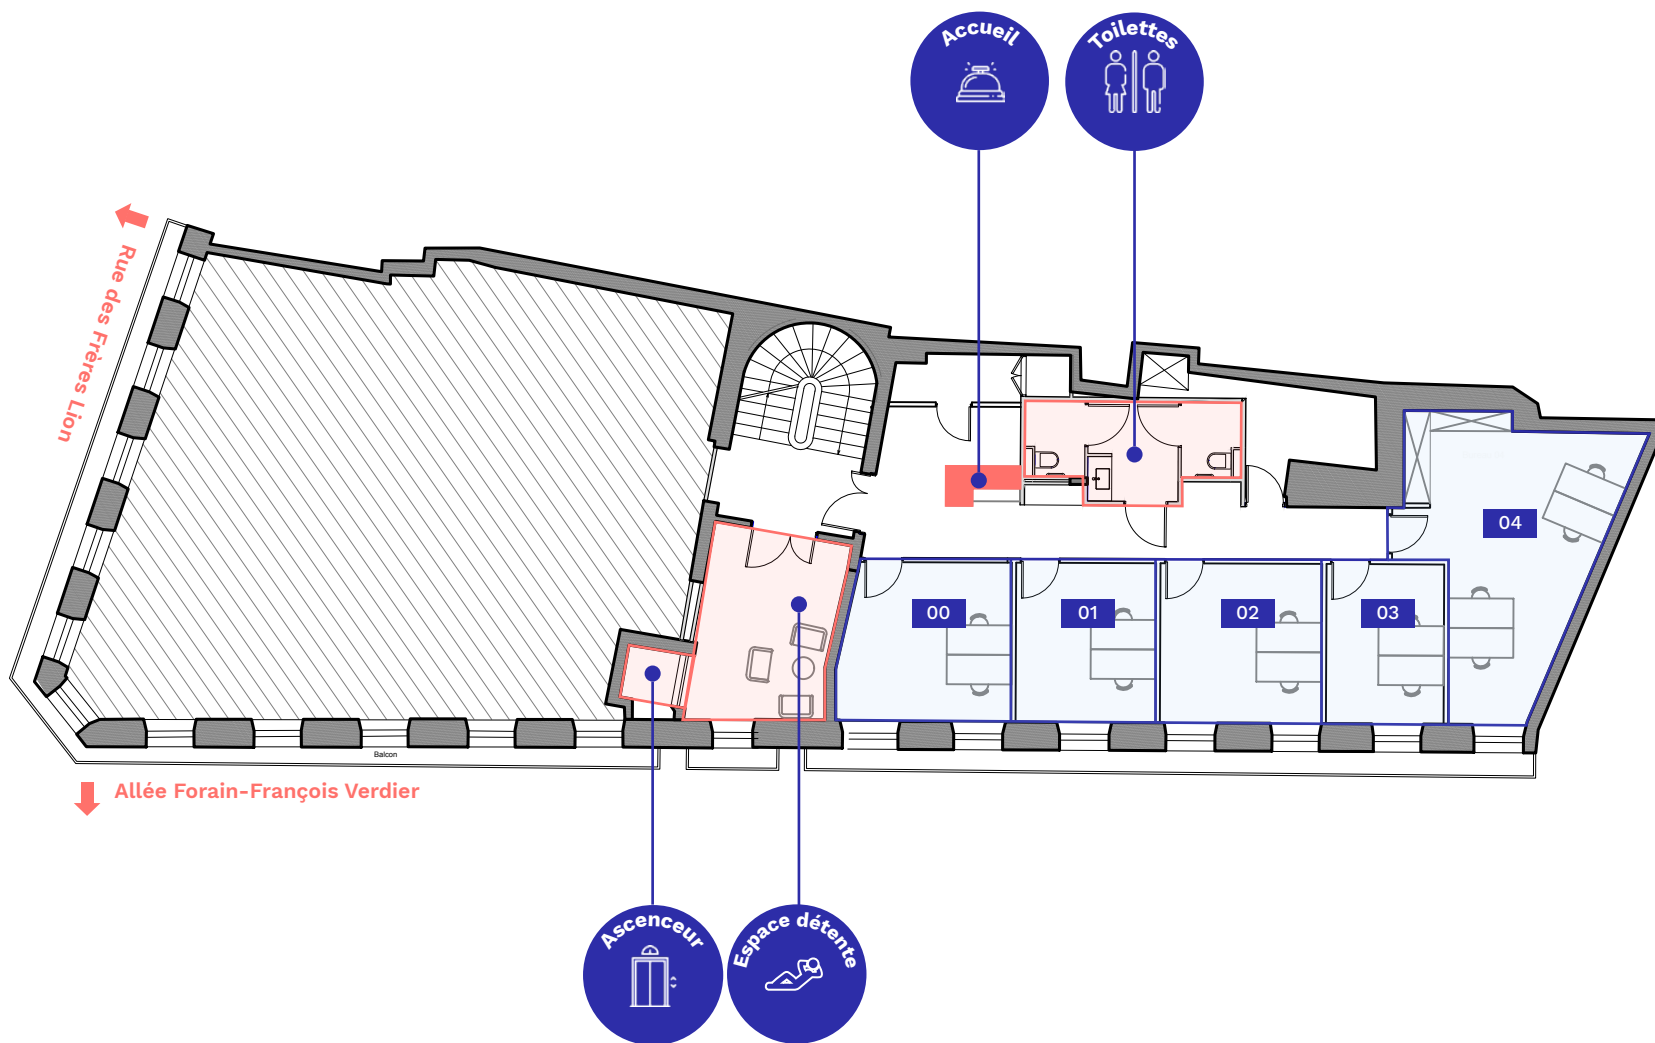 Accueil
Toilettes
Rue des Frères Lion
04
00
01
02
03
Balcon
Allée Forain-François Verdier
Ascenceur
Espace détente